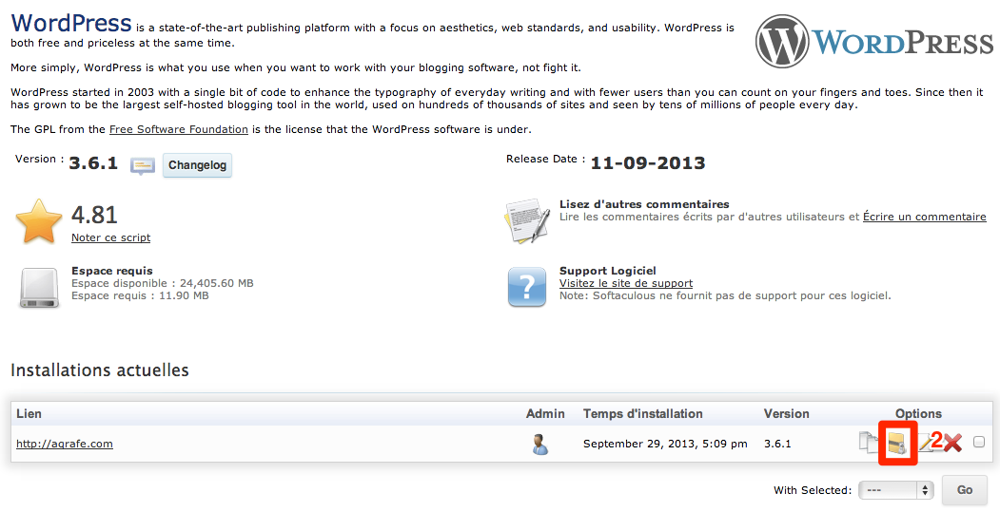 WordPress is a state-of-the-art publishing platform with a focus on aesthetics, web standards, and usability. WordPress is
both free and priceless at the same time.
WORDPRESS
More simply, WordPress is what you use when you want to work with your blogging software, not fight it.
WordPress started in 2003 with a single bit of code to enhance the typography of everyday writing and with fewer users than you can count on your fingers and toes. Since then it
has grown to be the largest self-hosted blogging tool in the world, used on hundreds of thousands of sites and seen by tens of millions of people every day.
The GPL from the Free Software Foundation is the license that the WordPress software is under.
Version : 3.6.1 Changelog
Release Date : 11-09-2013
4.81
Noter ce script
Lisez d'autres commentaires
Lire les commentaires écrits par d'autres utilisateurs et Écrire un commentaire
Espace requis
Espace disponible : 24,405.60 MB
Espace requis : 11.90 MB
Support Logiciel
Visitez le site de support
Note: Softaculous ne fournit pas de support pour ces logiciel.
Installations actuelles
Lien Admin Temps d'installation Version Options
http://agrafe.com September 29, 2013, 5:09 pm 3.6.1 2
With Selected: --- Go